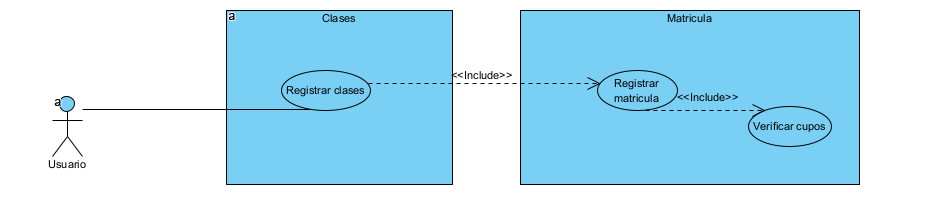 a
Clases
Matricula
<<Include>>
Registrar clases
Registrar
matricula
<<Include>>
a
Verificar cupos
Usuario